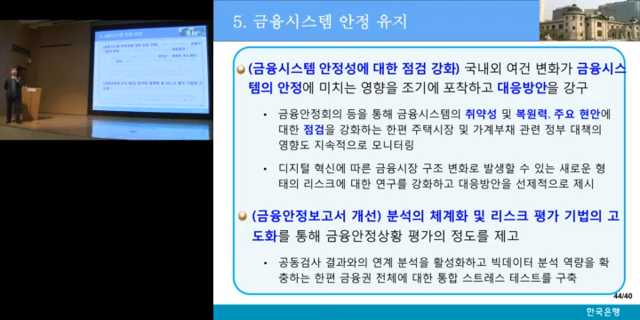 5. 금융시스템 안정 유지
(금융시스템 안정성에 대한 점검 강화) 국내외 여건 변화가 금융시스
템의 안정에 미치는 영향을 조기에 포착하고 대응방안을 강구
• 금융안정회의 등을 통해 금융시스템의 취약성 및 복원력, 주요 현안에
대한 점검을 강화하는 한편 주택시장 및 가계부채 관련 정부 대책의
영향도 지속적으로 모니터링
• 디지털 혁신에 따른 금융시장 구조 변화로 발생할 수 있는 새로운 형
태의 리스크에 대한 연구를 강화하고 대응방안을 선제적으로 제시
(금융안정보고서 개선) 분석의 체계화 및 리스크 평가 기법의 고
도화를 통해 금융안정상황 평가의 정도를 제고
• 공동검사 결과와의 연계 분석을 활성화하고 빅데이터 분석 역량을 확
충하는 한편 금융권 전체에 대한 통합 스트레스 테스트를 구축
44/40
한국은행